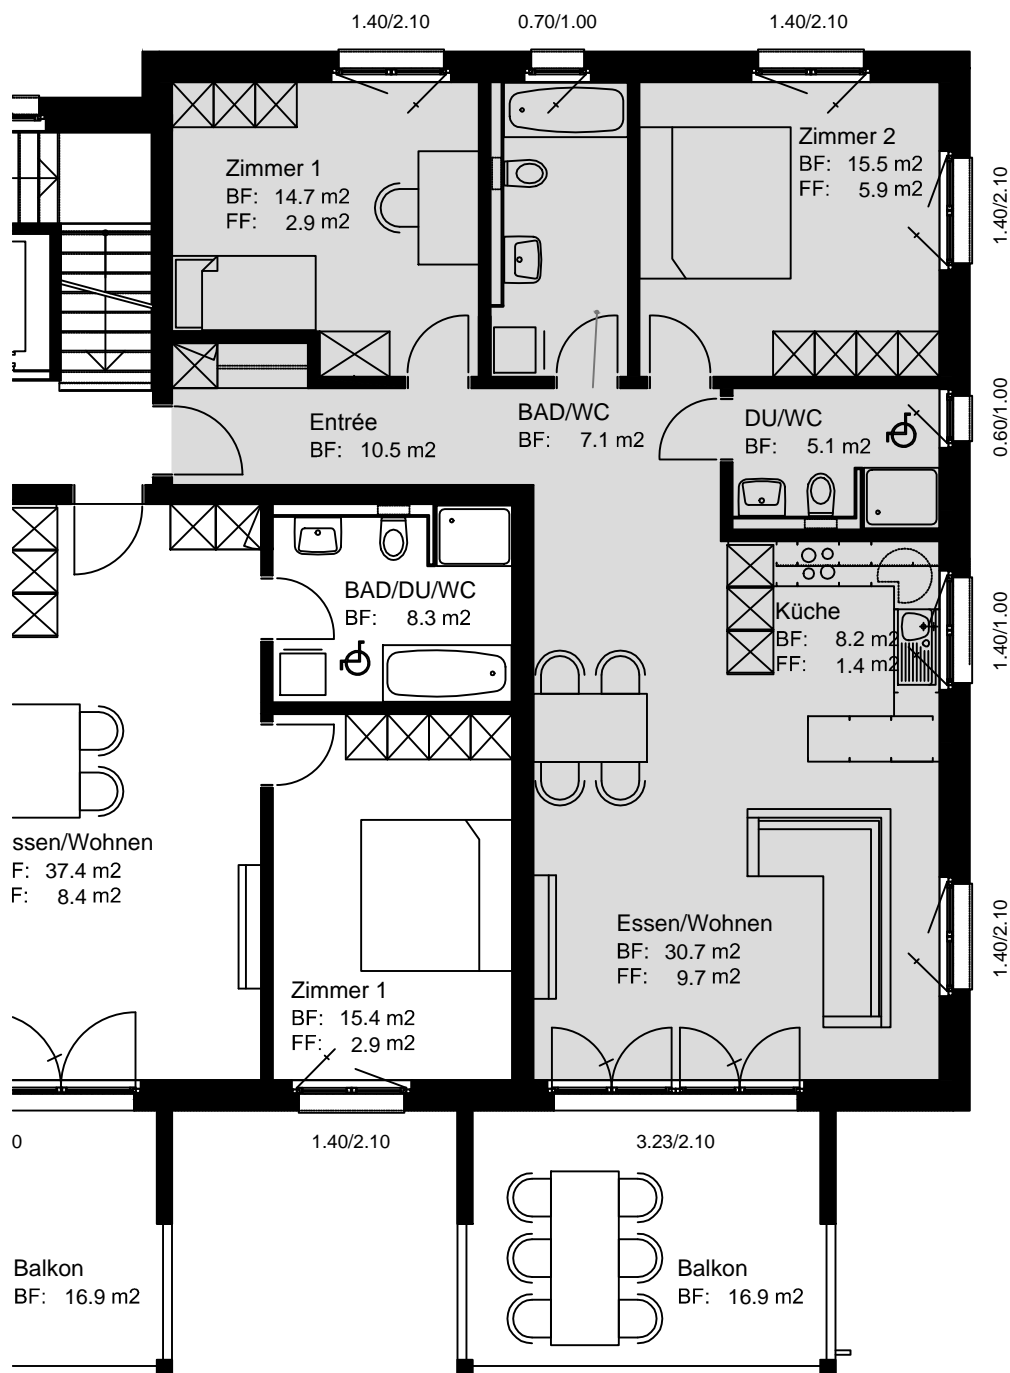 1.40/2.10
0.70/1.00
1.40/2.10
Zimmer 1
BF: 14.7 m2
FF: 2.9 m2
Zimmer 2
BF: 15.5 m2
FF: 5.9 m2
1.40/2.10
Entrée
BF: 10.5 m2
BAD/WC
BF: 7.1 m2
DU/WC
BF: 5.1 m2
0.60/1.00
BAD/DU/WC
BF: 8.3 m2
Küche
BF: 8.2 m2
FF: 1.4 m2
1.40/1.00
ssen/Wohnen
F: 37.4 m2
F: 8.4 m2
Essen/Wohnen
BF: 30.7 m2
FF: 9.7 m2
1.40/2.10
Zimmer 1
BF: 15.4 m2
FF: 2.9 m2
0
1.40/2.10
3.23/2.10
Balkon
BF: 16.9 m2
Balkon
BF: 16.9 m2